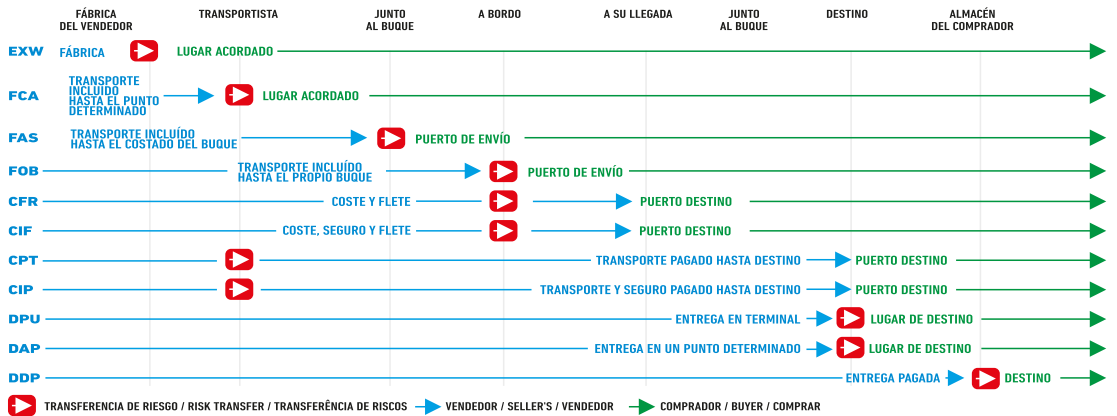 FÁBRICA
DEL VENDEDOR
TRANSPORTISTA
JUNTO
AL BUQUE
A BORDO
A SU LLEGADA
JUNTO
AL BUQUE
DESTINO
ALMACÉN
DEL COMPRADOR
EXW FÁBRICA LUGAR ACORDADO
FCA
TRANSPORTE
INCLUÍDO
HASTA EL PUNTO
DETERMINADO
LUGAR ACORDADO
FAS
TRANSPORTE INCLUÍDO
HASTA EL COSTADO DEL BUQUE
PUERTO DE ENVÍO
FOB
TRANSPORTE INCLUÍDO
HASTA EL PROPIO BUQUE
PUERTO DE ENVÍO
CFR COSTE Y FLETE PUERTO DESTINO
CIF COSTE, SEGURO Y FLETE PUERTO DESTINO
CPT TRANSPORTE PAGADO HASTA DESTINO PUERTO DESTINO
CIP TRANSPORTE Y SEGURO PAGADO HASTA DESTINO PUERTO DESTINO
DPU ENTREGA EN TERMINAL LUGAR DE DESTINO
DAP ENTREGA EN UN PUNTO DETERMINADO LUGAR DE DESTINO
DDP ENTREGA PAGADA DESTINO
TRANSFERENCIA DE RIESGO / RISK TRANSFER / TRANSFERÊNCIA DE RISCOS VENDEDOR / SELLER'S / VENDEDOR COMPRADOR / BUYER / COMPRAR